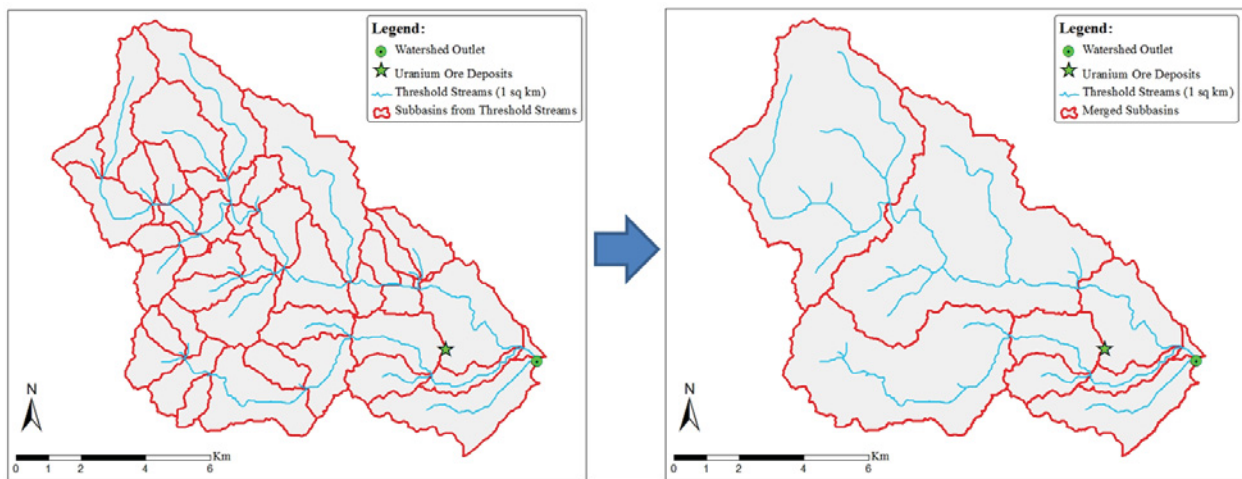 Legend:
Watershed Outlet
Uranium Ore Deposits
Threshold Streams (1 sq km)
Subbasins from Threshold Streams
N
Km
0 1 2 4 6
Legend:
Watershed Outlet
Uranium Ore Deposits
Threshold Streams (1 sq km)
Merged Subbasins
N
Km
0 1 2 4 6